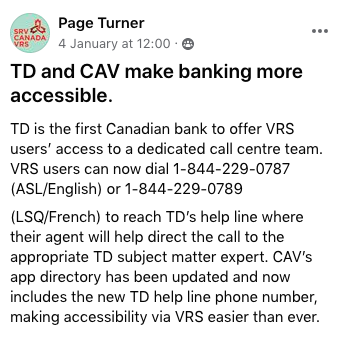 SRV
CANADA
VRS
Page Turner
4 January at 12:00 ·
TD and CAV make banking more
accessible.
TD is the first Canadian bank to offer VRS
users' access to a dedicated call centre team.
VRS users can now dial 1-844-229-0787
(ASL/English) or 1-844-229-0789
(LSQ/French) to reach TD's help line where
their agent will help direct the call to the
appropriate TD subject matter expert. CAV's
app directory has been updated and now
includes the new TD help line phone number,
making accessibility via VRS easier than ever.